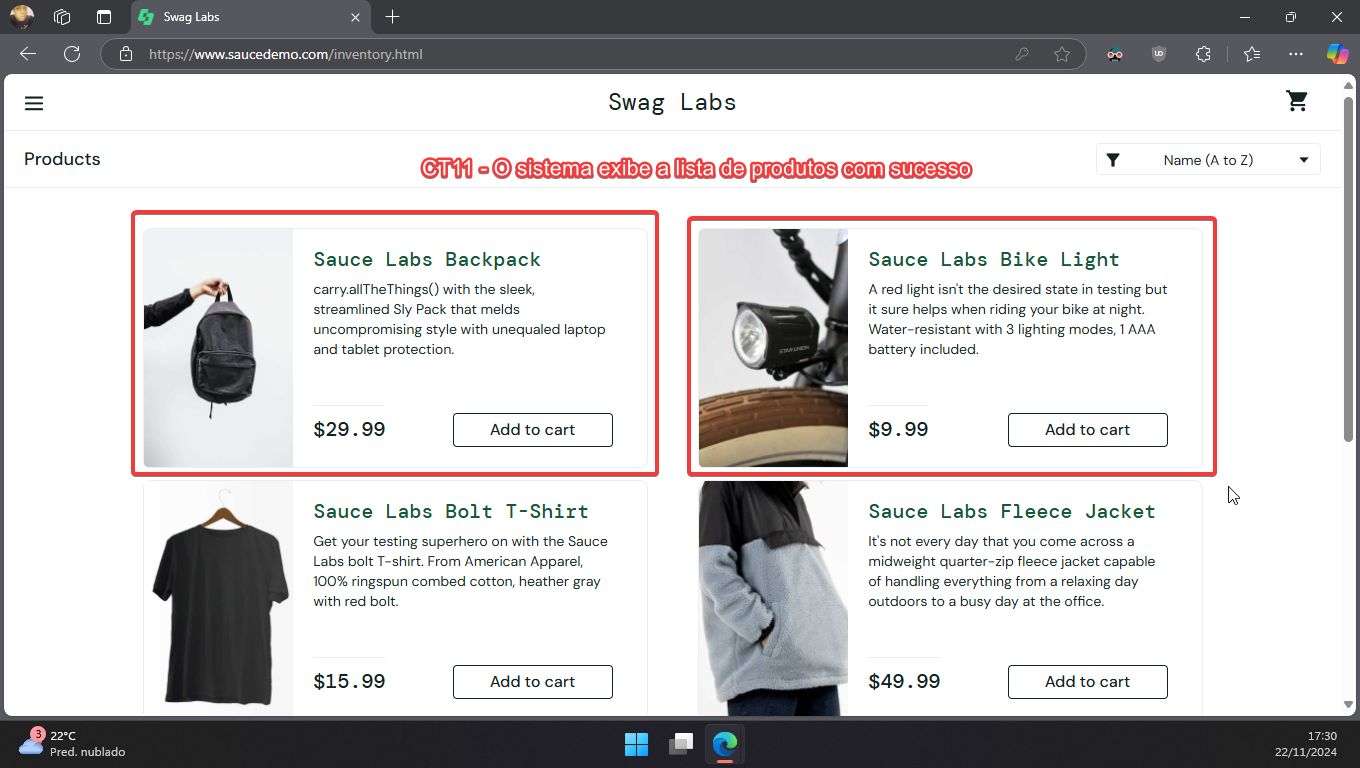 Swag Labs
https://www.saucedemo.com/inventory.html
UD
Swag Labs
Products
CT11 - O sistema exibe a lista de produtos com sucesso
Name (A to Z)
Sauce Labs Backpack
carry.allTheThings() with the sleek,
streamlined Sly Pack that melds
uncompromising style with unequaled laptop
and tablet protection.
$29.99
Add to cart
Sauce Labs Bike Light
A red light isn't the desired state in testing but
it sure helps when riding your bike at night.
Water-resistant with 3 lighting modes, 1 AAA
battery included.
STAR UNION
$9.99
Add to cart
Sauce Labs Bolt T-Shirt
Get your testing superhero on with the Sauce
Labs bolt T-shirt. From American Apparel,
100% ringspun combed cotton, heather gray
with red bolt.
$15.99
Add to cart
Sauce Labs Fleece Jacket
It's not every day that you come across a
midweight quarter-zip fleece jacket capable
of handling everything from a relaxing day
outdoors to a busy day at the office.
$49.99
Add to cart
3
22°C
Pred. nublado
17:30
22/11/2024